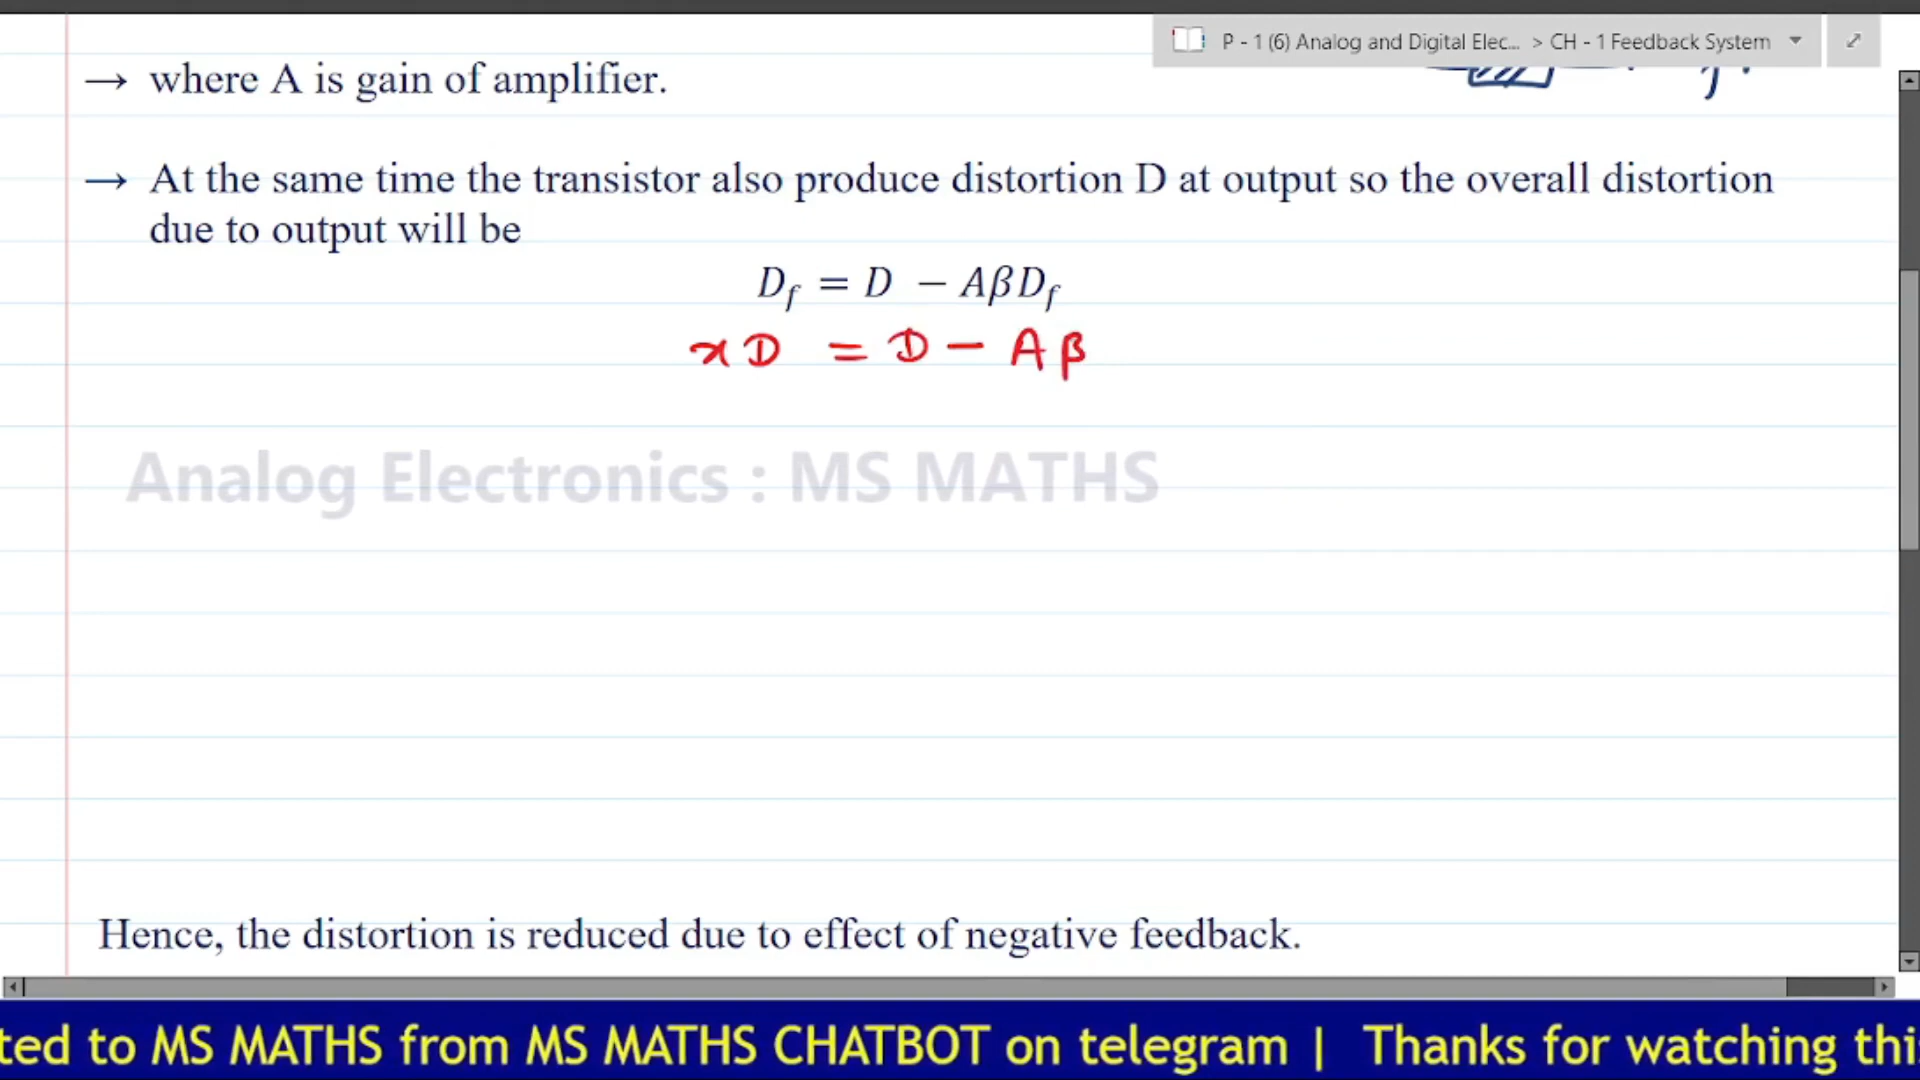 P - 1 (6) Analog and Digital Elec... > CH - 1 Feedback System
→ where A is gain of amplifier.
→ At the same time the transistor also produce distortion D at output so the overall distortion
due to output will be
D_f = D − AβD_f
xD = D − Aβ
Analog Electronics : MS MATHS
Hence, the distortion is reduced due to effect of negative feedback.
ted to MS MATHS from MS MATHS CHATBOT on telegram | Thanks for watching thi